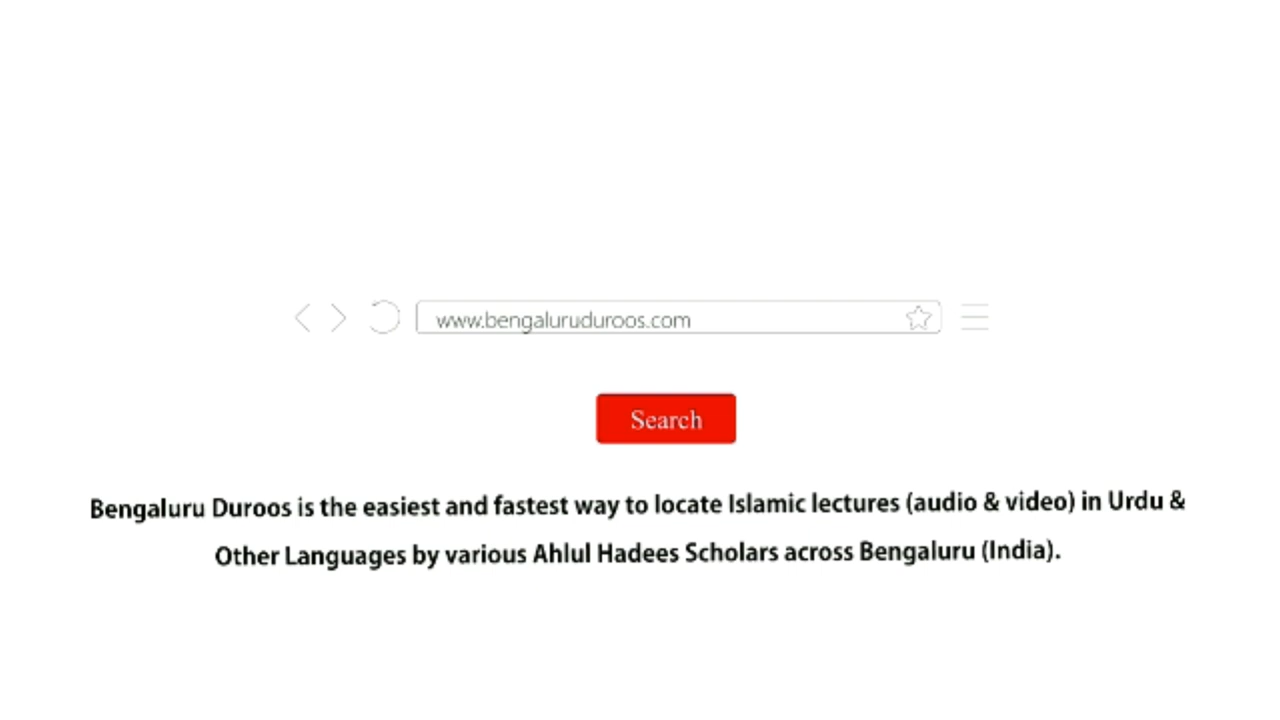 www.bengaluruduroos.com
Search
Bengaluru Duroos is the easiest and fastest way to locate Islamic lectures (audio & video) in Urdu &
Other Languages by various Ahlul Hadees Scholars across Bengaluru (India).